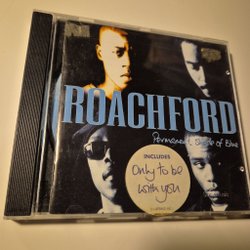 ROACHFORD
Permanent Shade of Blue
INCLUDES
Only to be
with you